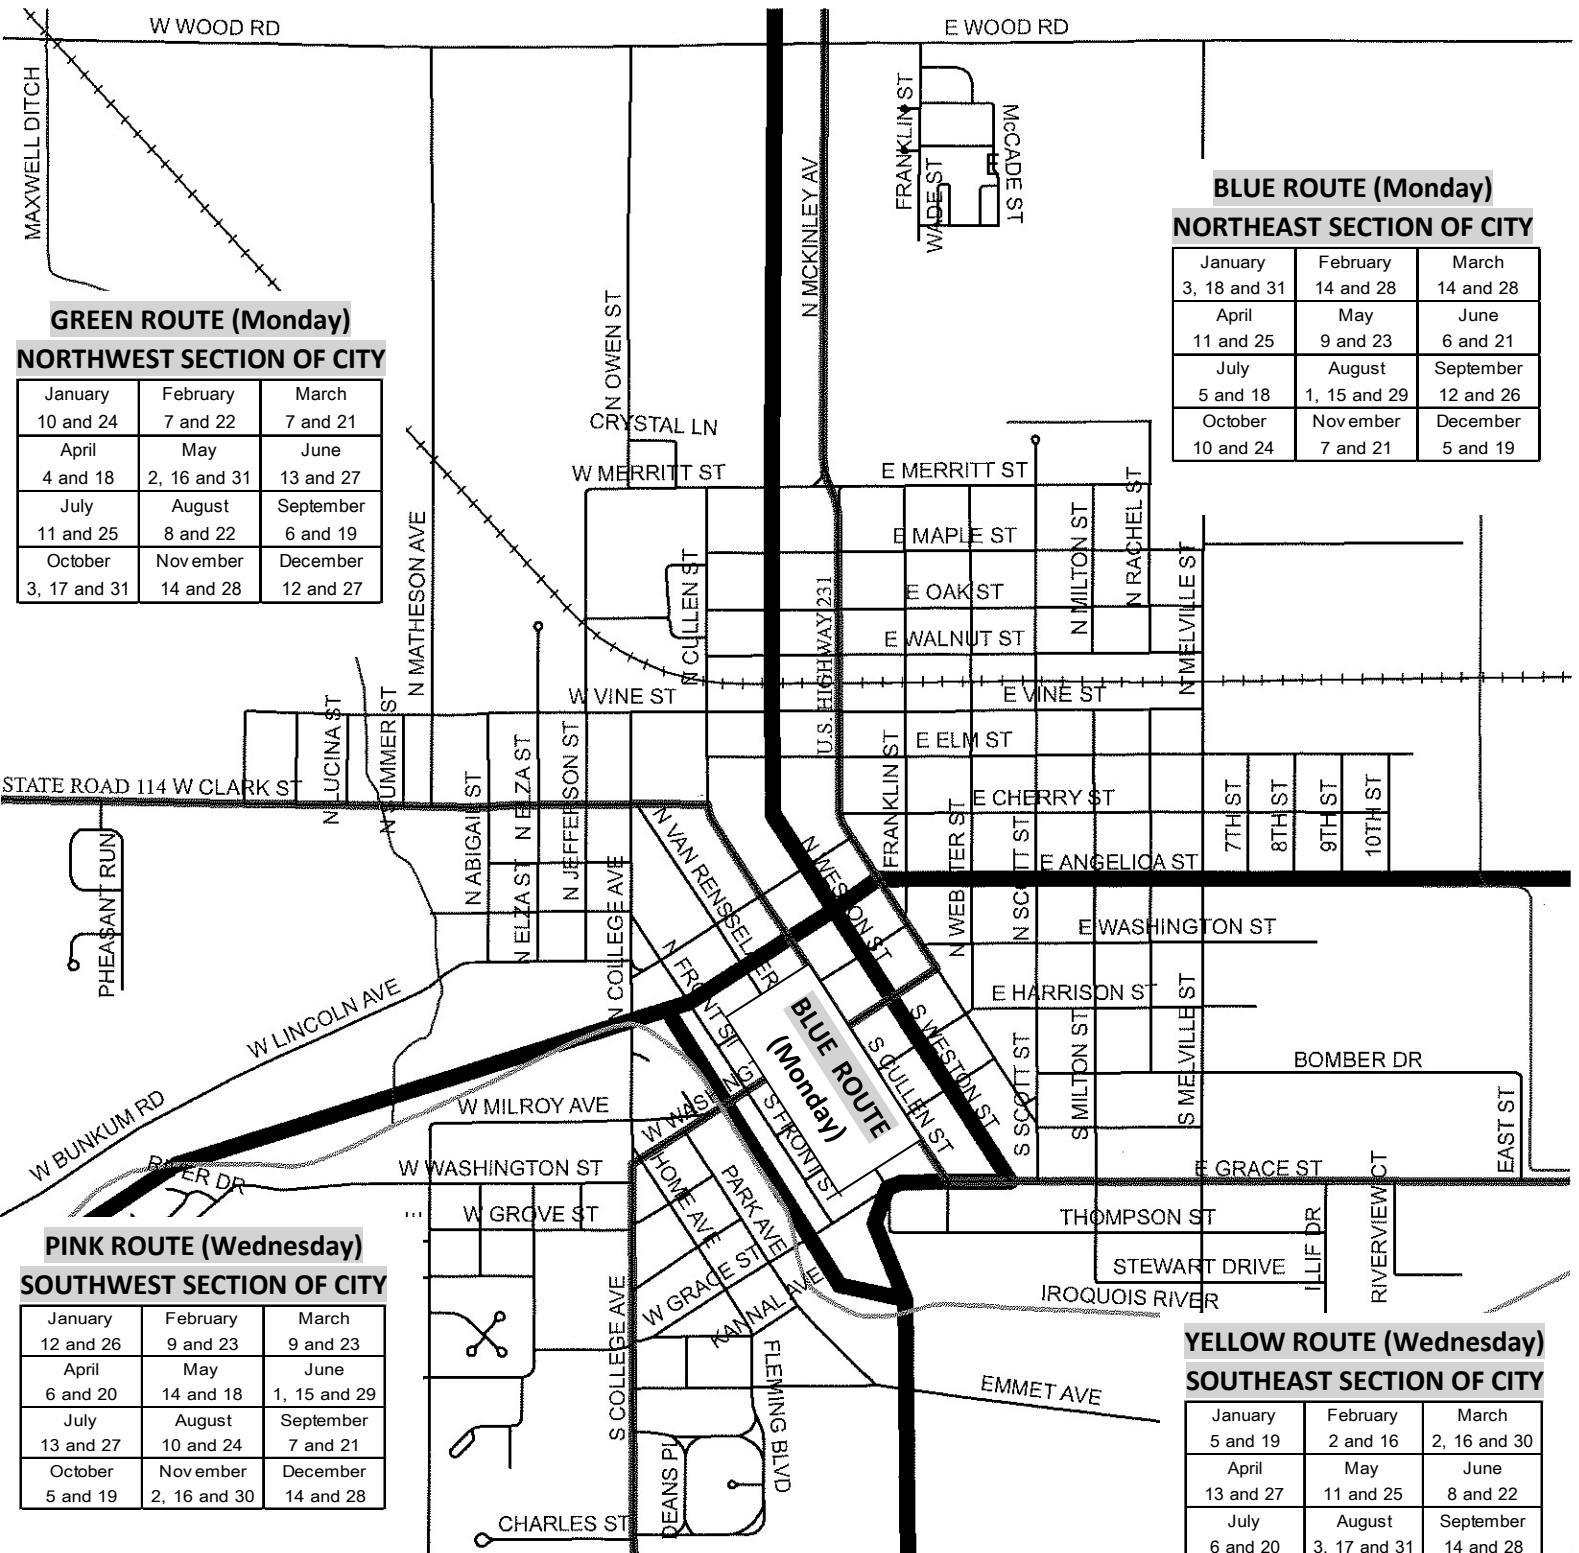 W WOOD RD
E WOOD RD
MAXWELL DITCH
N MCKINLEY AV
FRANKLIN ST
McCADE ST
WADE ST
E
BLUE ROUTE (Monday)
NORTHEAST SECTION OF CITY
January February March
3, 18 and 31 14 and 28 14 and 28
April May June
11 and 25 9 and 23 6 and 21
July August September
5 and 18 1, 15 and 29 12 and 26
October November December
10 and 24 7 and 21 5 and 19
GREEN ROUTE (Monday)
NORTHWEST SECTION OF CITY
January February March
10 and 24 7 and 22 7 and 21
April May June
4 and 18 2, 16 and 31 13 and 27
July August September
11 and 25 8 and 22 6 and 19
October November December
3, 17 and 31 14 and 28 12 and 27
N OWEN ST
CRYSTAL LN
W MERRITT ST
E MERRITT ST
N MATHESON AVE
N CULLEN ST
U.S. HIGHWAY 231
E MAPLE ST
E OAK ST
E WALNUT ST
N MILTON ST
N RACHEL ST
N MELVILLE ST
W VINE ST
E VINE ST
E ELM ST
N LUCINA ST
N SUMMER ST
N ABIGAIL ST
N ELZA ST
N ELZA ST
N JEFFERSON ST
STATE ROAD 114 W CLARK ST
FRANKLIN ST
E CHERRY ST
7TH ST
8TH ST
9TH ST
10TH ST
N WEBSTER ST
N SCOTT ST
E ANGELICA ST
PHEASANT RUN
N COLLEGE AVE
N VAN RENSSELAER
N WESTON ST
N FRONT ST
E WASHINGTON ST
E HARRISON ST
W LINCOLN AVE
BLUE ROUTE
(Monday)
S WESTON ST
S CULLEN ST
S SCOTT ST
S MILTON ST
S MELVILLE ST
BOMBER DR
EAST ST
W BUNKUM RD
W MILROY AVE
W WASHING
S FRONT ST
RIVER DR
W WASHINGTON ST
HOME AVE
PARK AVE
E GRACE ST
W GROVE ST
THOMPSON ST
ILLIF DR
RIVERVIEW CT
STEWART DRIVE
W GRACE ST
KANNAL AVE
IROQUOIS RIVER
S COLLEGE AVE
FLEMING BLVD
EMMET AVE
DEANS PL
CHARLES ST
PINK ROUTE (Wednesday)
SOUTHWEST SECTION OF CITY
January February March
12 and 26 9 and 23 9 and 23
April May June
6 and 20 14 and 18 1, 15 and 29
July August September
13 and 27 10 and 24 7 and 21
October November December
5 and 19 2, 16 and 30 14 and 28
YELLOW ROUTE (Wednesday)
SOUTHEAST SECTION OF CITY
January February March
5 and 19 2 and 16 2, 16 and 30
April May June
13 and 27 11 and 25 8 and 22
July August September
6 and 20 3, 17 and 31 14 and 28